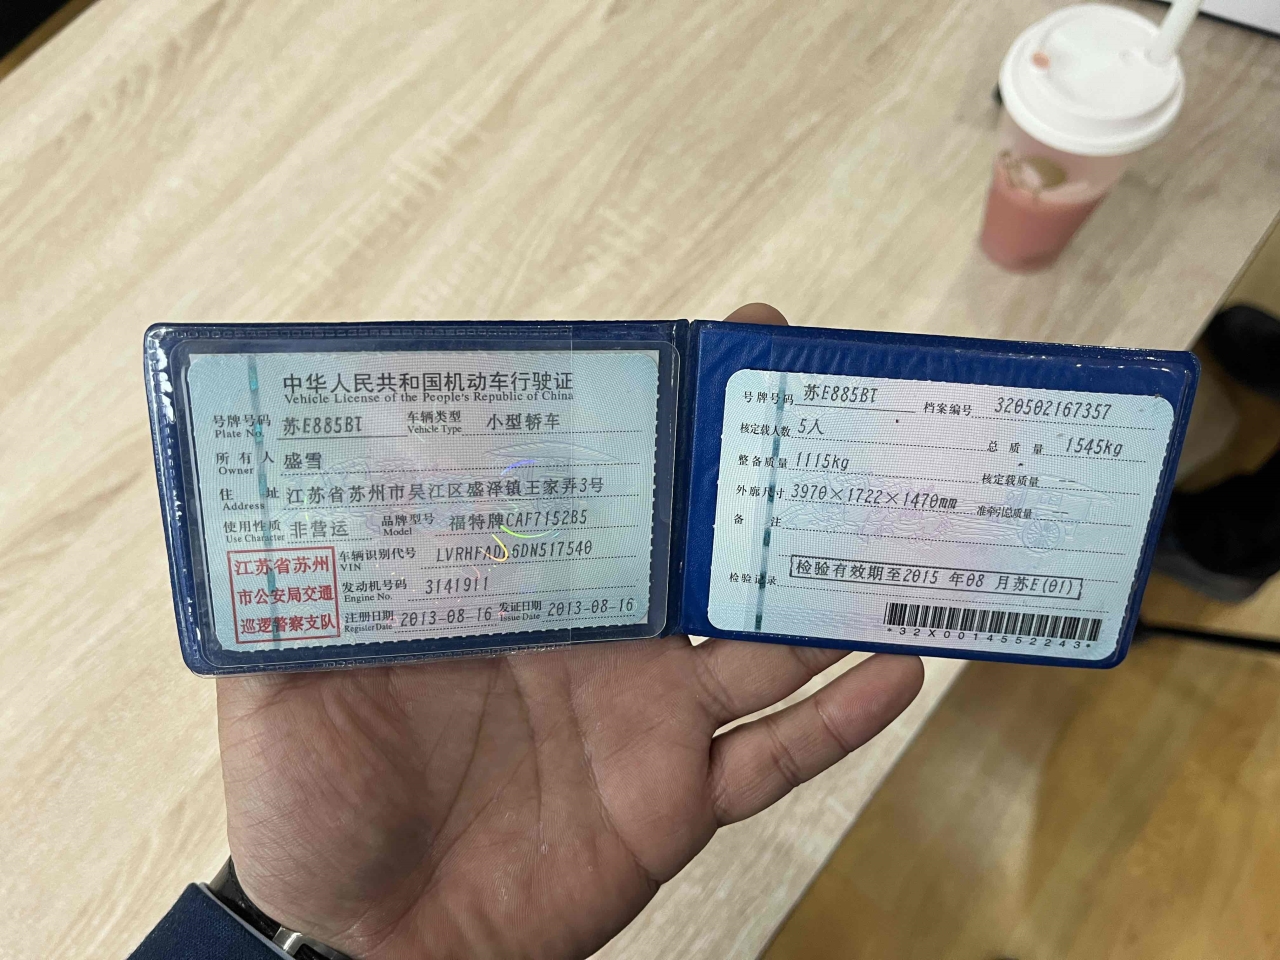 中华人民共和国机动车行驶证
Vehicle License of the People's Republic of China
号牌号码 苏E885BT 车辆类型 小型轿车
Plate No. Vehicle Type
所有人 盛雪
Owner
住址 江苏省苏州市吴江区盛泽镇王家弄3号
Address
使用性质 非营运 品牌型号 福特牌CAF7152B5
Use Character Model
江苏省苏州
市公安局交通
巡逻警察支队
车辆识别代号
VIN
发动机号码 3141911
Engine No.
注册日期 2013-08-16 发证日期 2013-08-16
Register Date Issue Date
号牌号码 苏E885BT 档案编号 320502167357
核定载人数 5人 总质量 1545kg
整备质量 1115kg 核定载质量 --
外廓尺寸 3970×1722×1470mm 准牵引总质量 --
备注
检验记录 检验有效期至2015年08月苏E(01)
*32X0014552243*